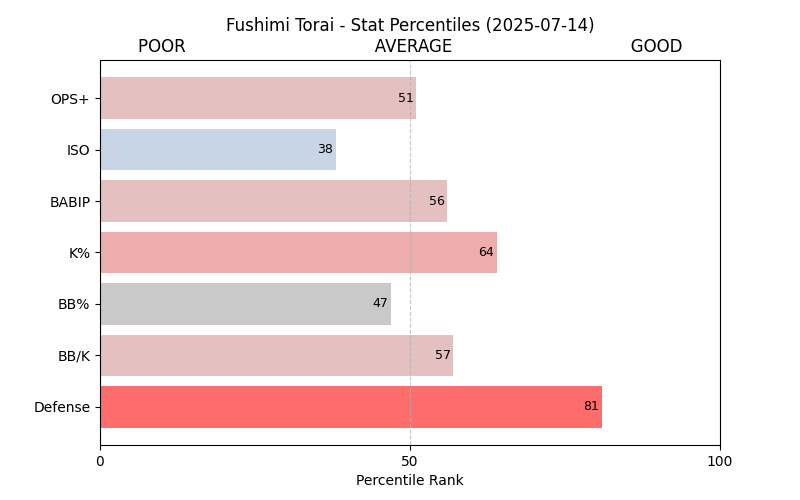 Fushimi Torai - Stat Percentiles (2025-07-14)
POOR AVERAGE GOOD
OPS+ 51
ISO 38
BABIP 56
K% 64
BB% 47
BB/K 57
Defense 81
0 50 100
Percentile Rank